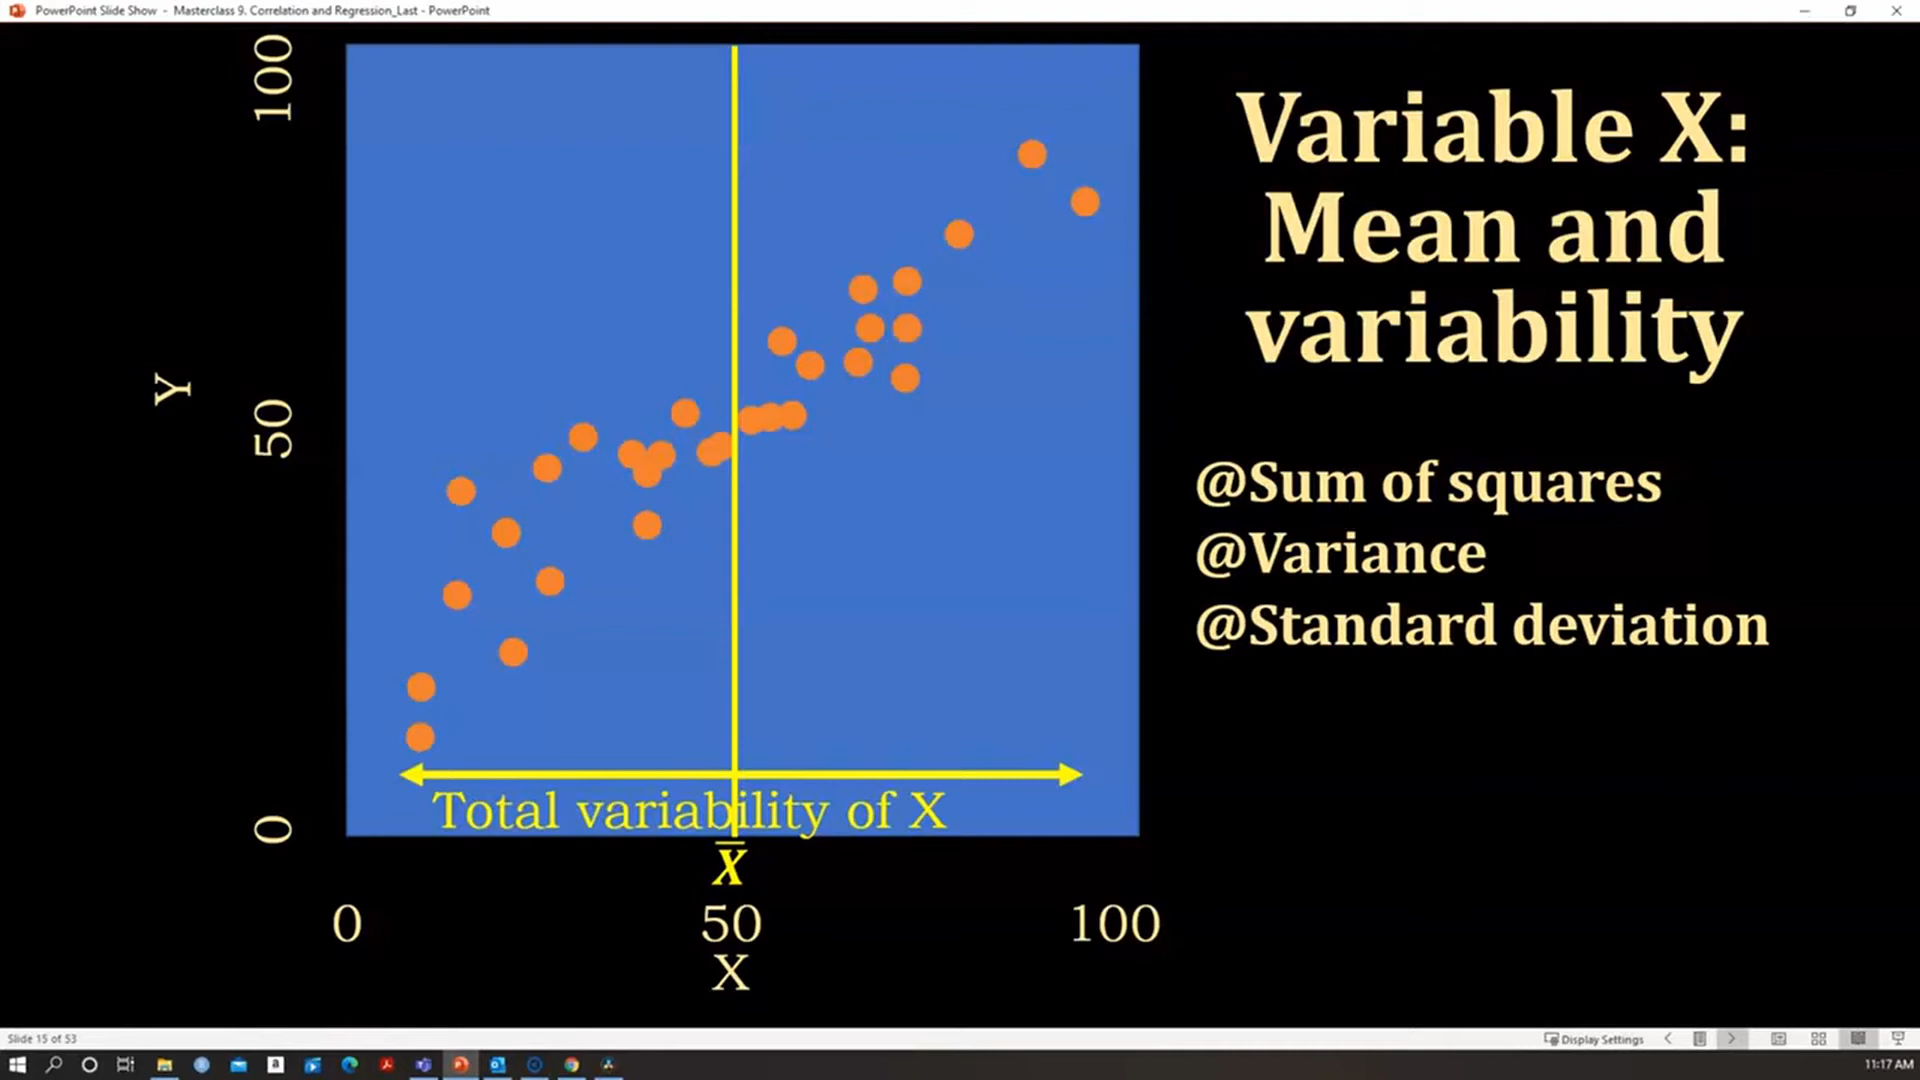 PowerPoint Slide Show - Masterclass 9. Correlation and Regression_Last - PowerPoint
100
50
0
Y
Total variability of X
X̅
0 50 100
X
Variable X:
Mean and
variability
@Sum of squares
@Variance
@Standard deviation
Slide 15 of 53
Display Settings
11:17 AM